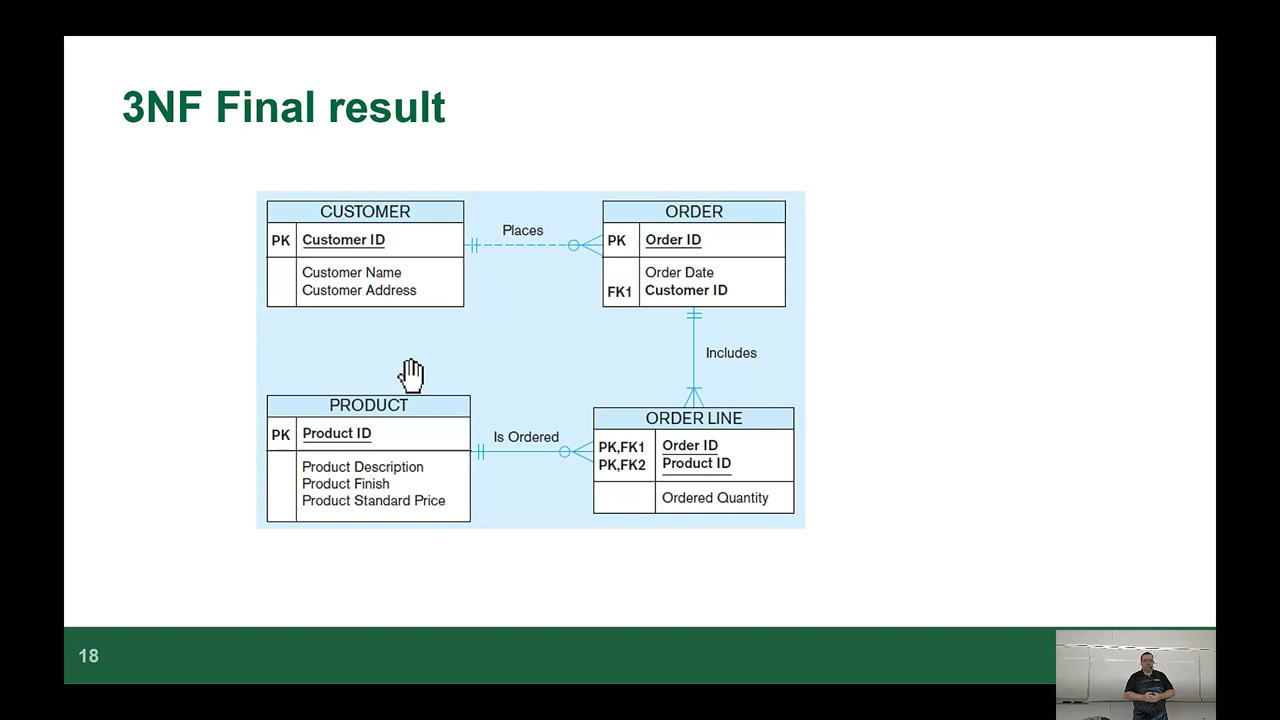 3NF Final result
CUSTOMER
PK Customer ID
Customer Name
Customer Address
Places
ORDER
PK Order ID
Order Date
FK1 Customer ID
Includes
PRODUCT
PK Product ID
Product Description
Product Finish
Product Standard Price
Is Ordered
ORDER LINE
PK,FK1 Order ID
PK,FK2 Product ID
Ordered Quantity
18